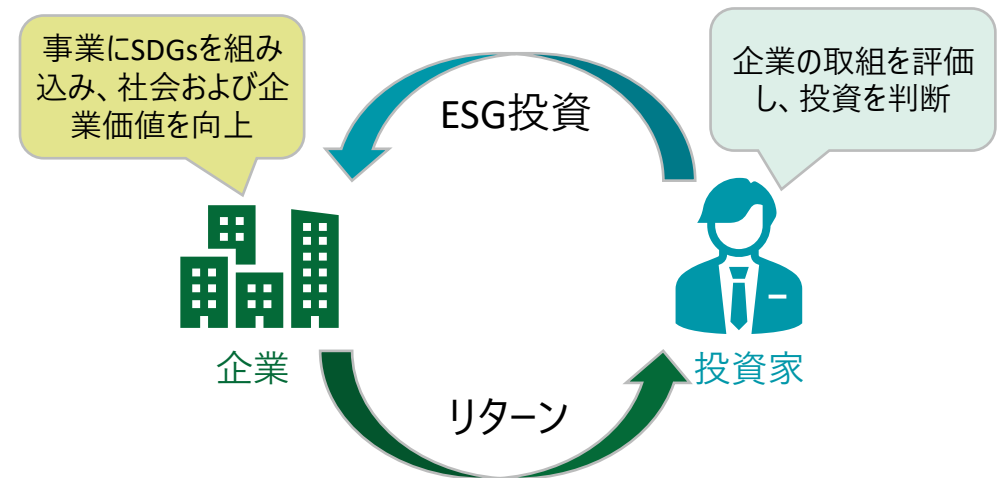 事業にSDGsを組み
込み、社会および企
業価値を向上
企業の取組を評価
し、投資を判断
ESG投資
企業
投資家
リターン